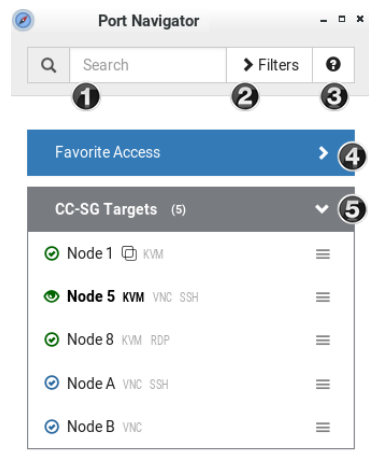 Port Navigator
Search
Filters
?
1
2
3
Favorite Access
4
CC-SG Targets (5)
5
Node 1 KVM
Node 5 KVM VNC SSH
Node 8 KVM RDP
Node A VNC SSH
Node B VNC